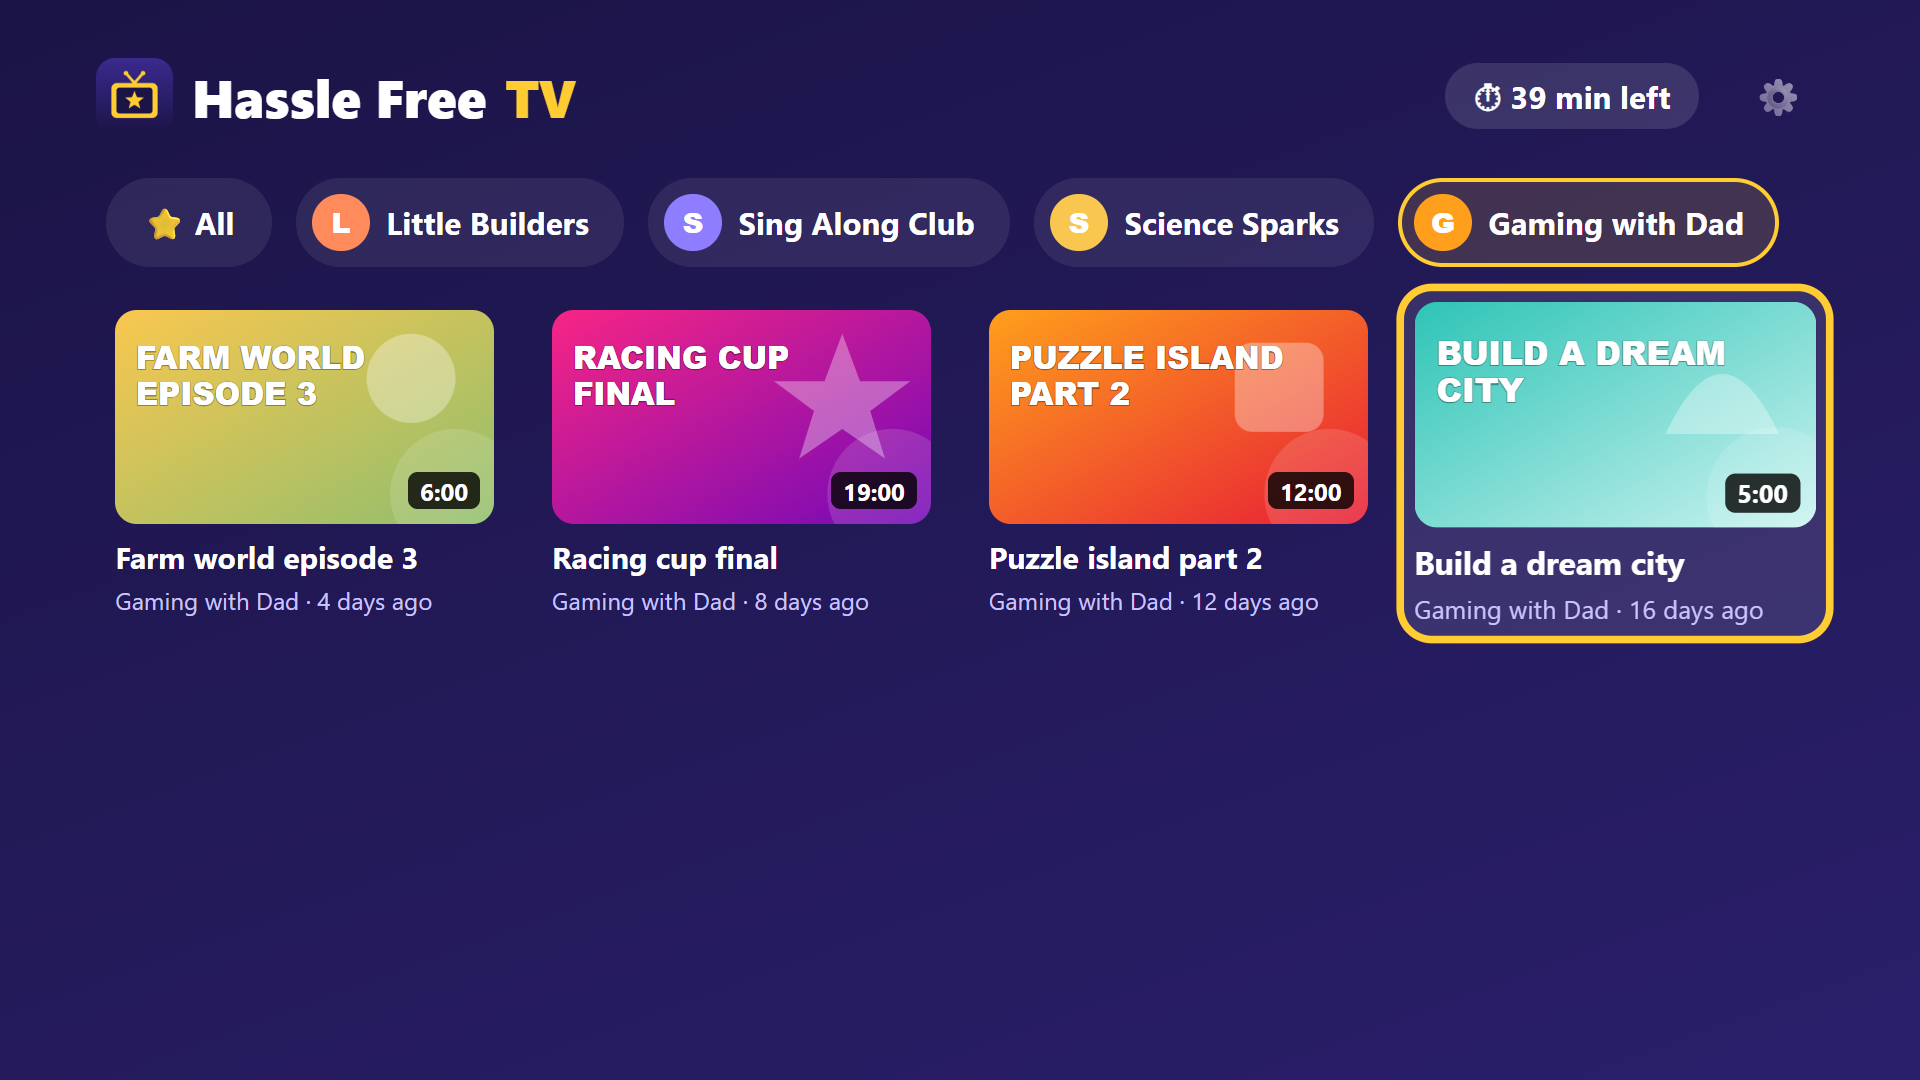 Hassle Free TV
39 min left
All
L Little Builders
S Sing Along Club
S Science Sparks
G Gaming with Dad
FARM WORLD
EPISODE 3
6:00
Farm world episode 3
Gaming with Dad · 4 days ago
RACING CUP
FINAL
19:00
Racing cup final
Gaming with Dad · 8 days ago
PUZZLE ISLAND
PART 2
12:00
Puzzle island part 2
Gaming with Dad · 12 days ago
BUILD A DREAM
CITY
5:00
Build a dream city
Gaming with Dad · 16 days ago